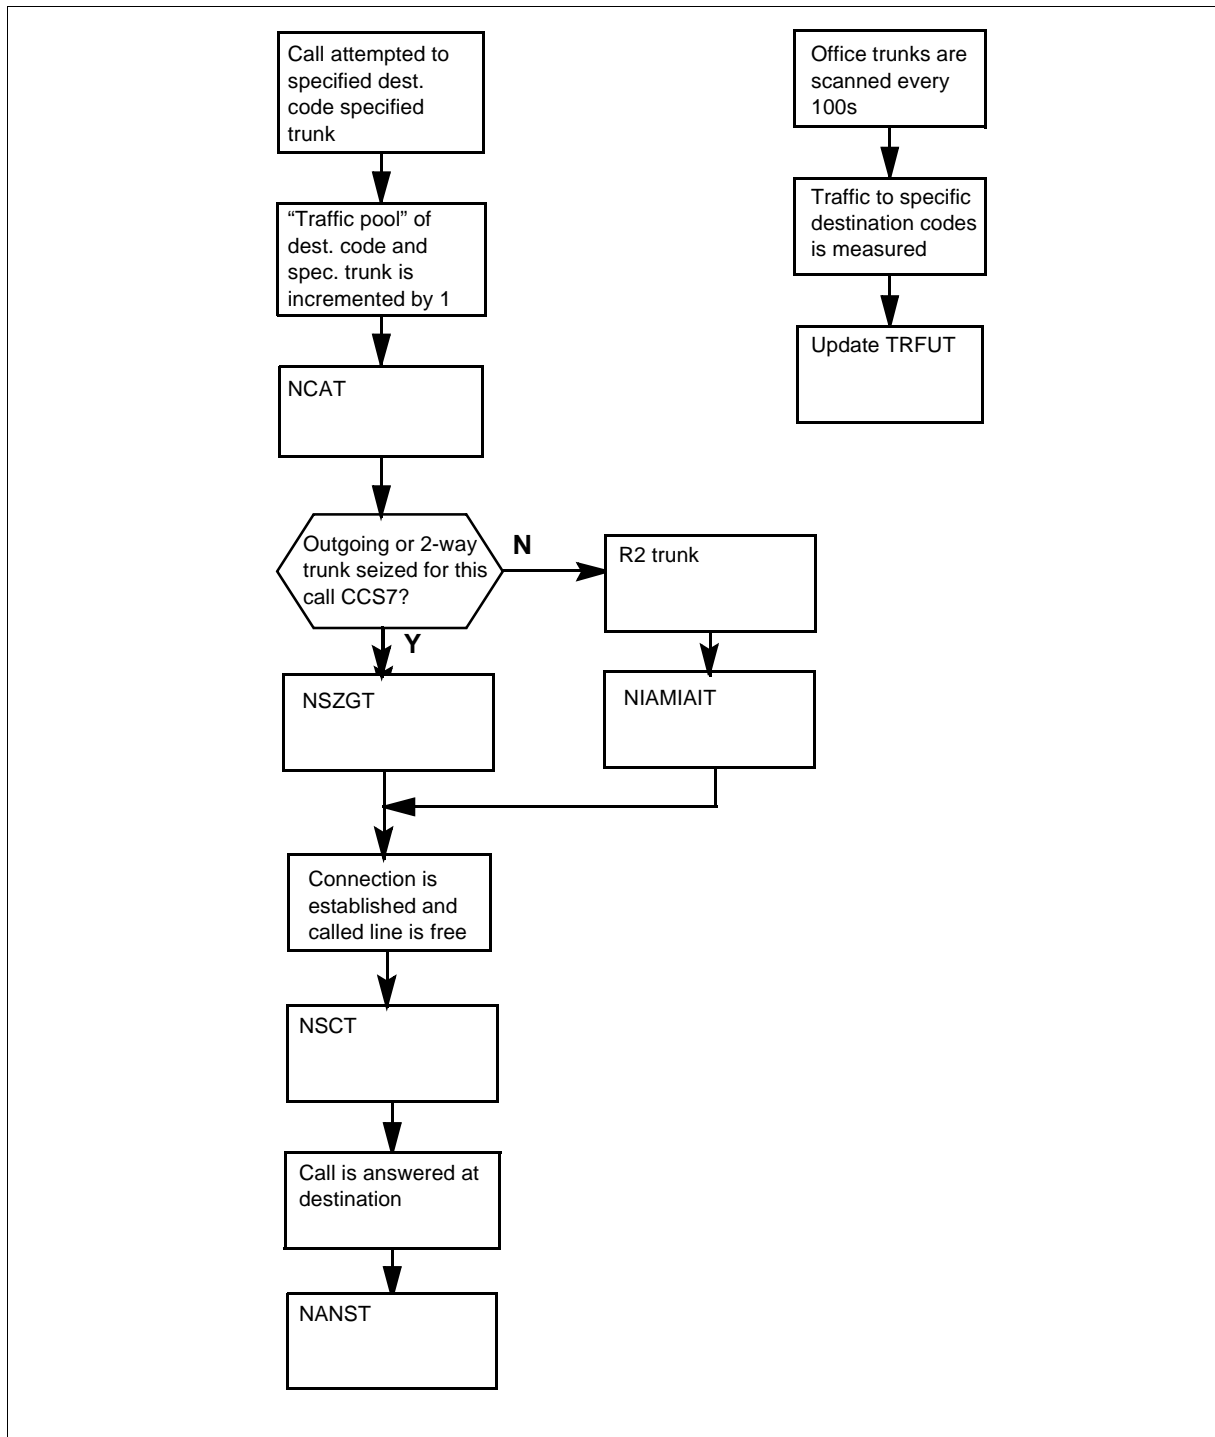 Call attempted to
specified dest.
code specified
trunk
“Traffic pool” of
dest. code and
spec. trunk is
incremented by 1
NCAT
Outgoing or 2-way
trunk seized for this
call CCS7?
N
Y
R2 trunk
NSZGT
NIAMIAIT
Connection is
established and
called line is free
NSCT
Call is answered at
destination
NANST
Office trunks are
scanned every
100s
Traffic to specific
destination codes
is measured
Update TRFUT